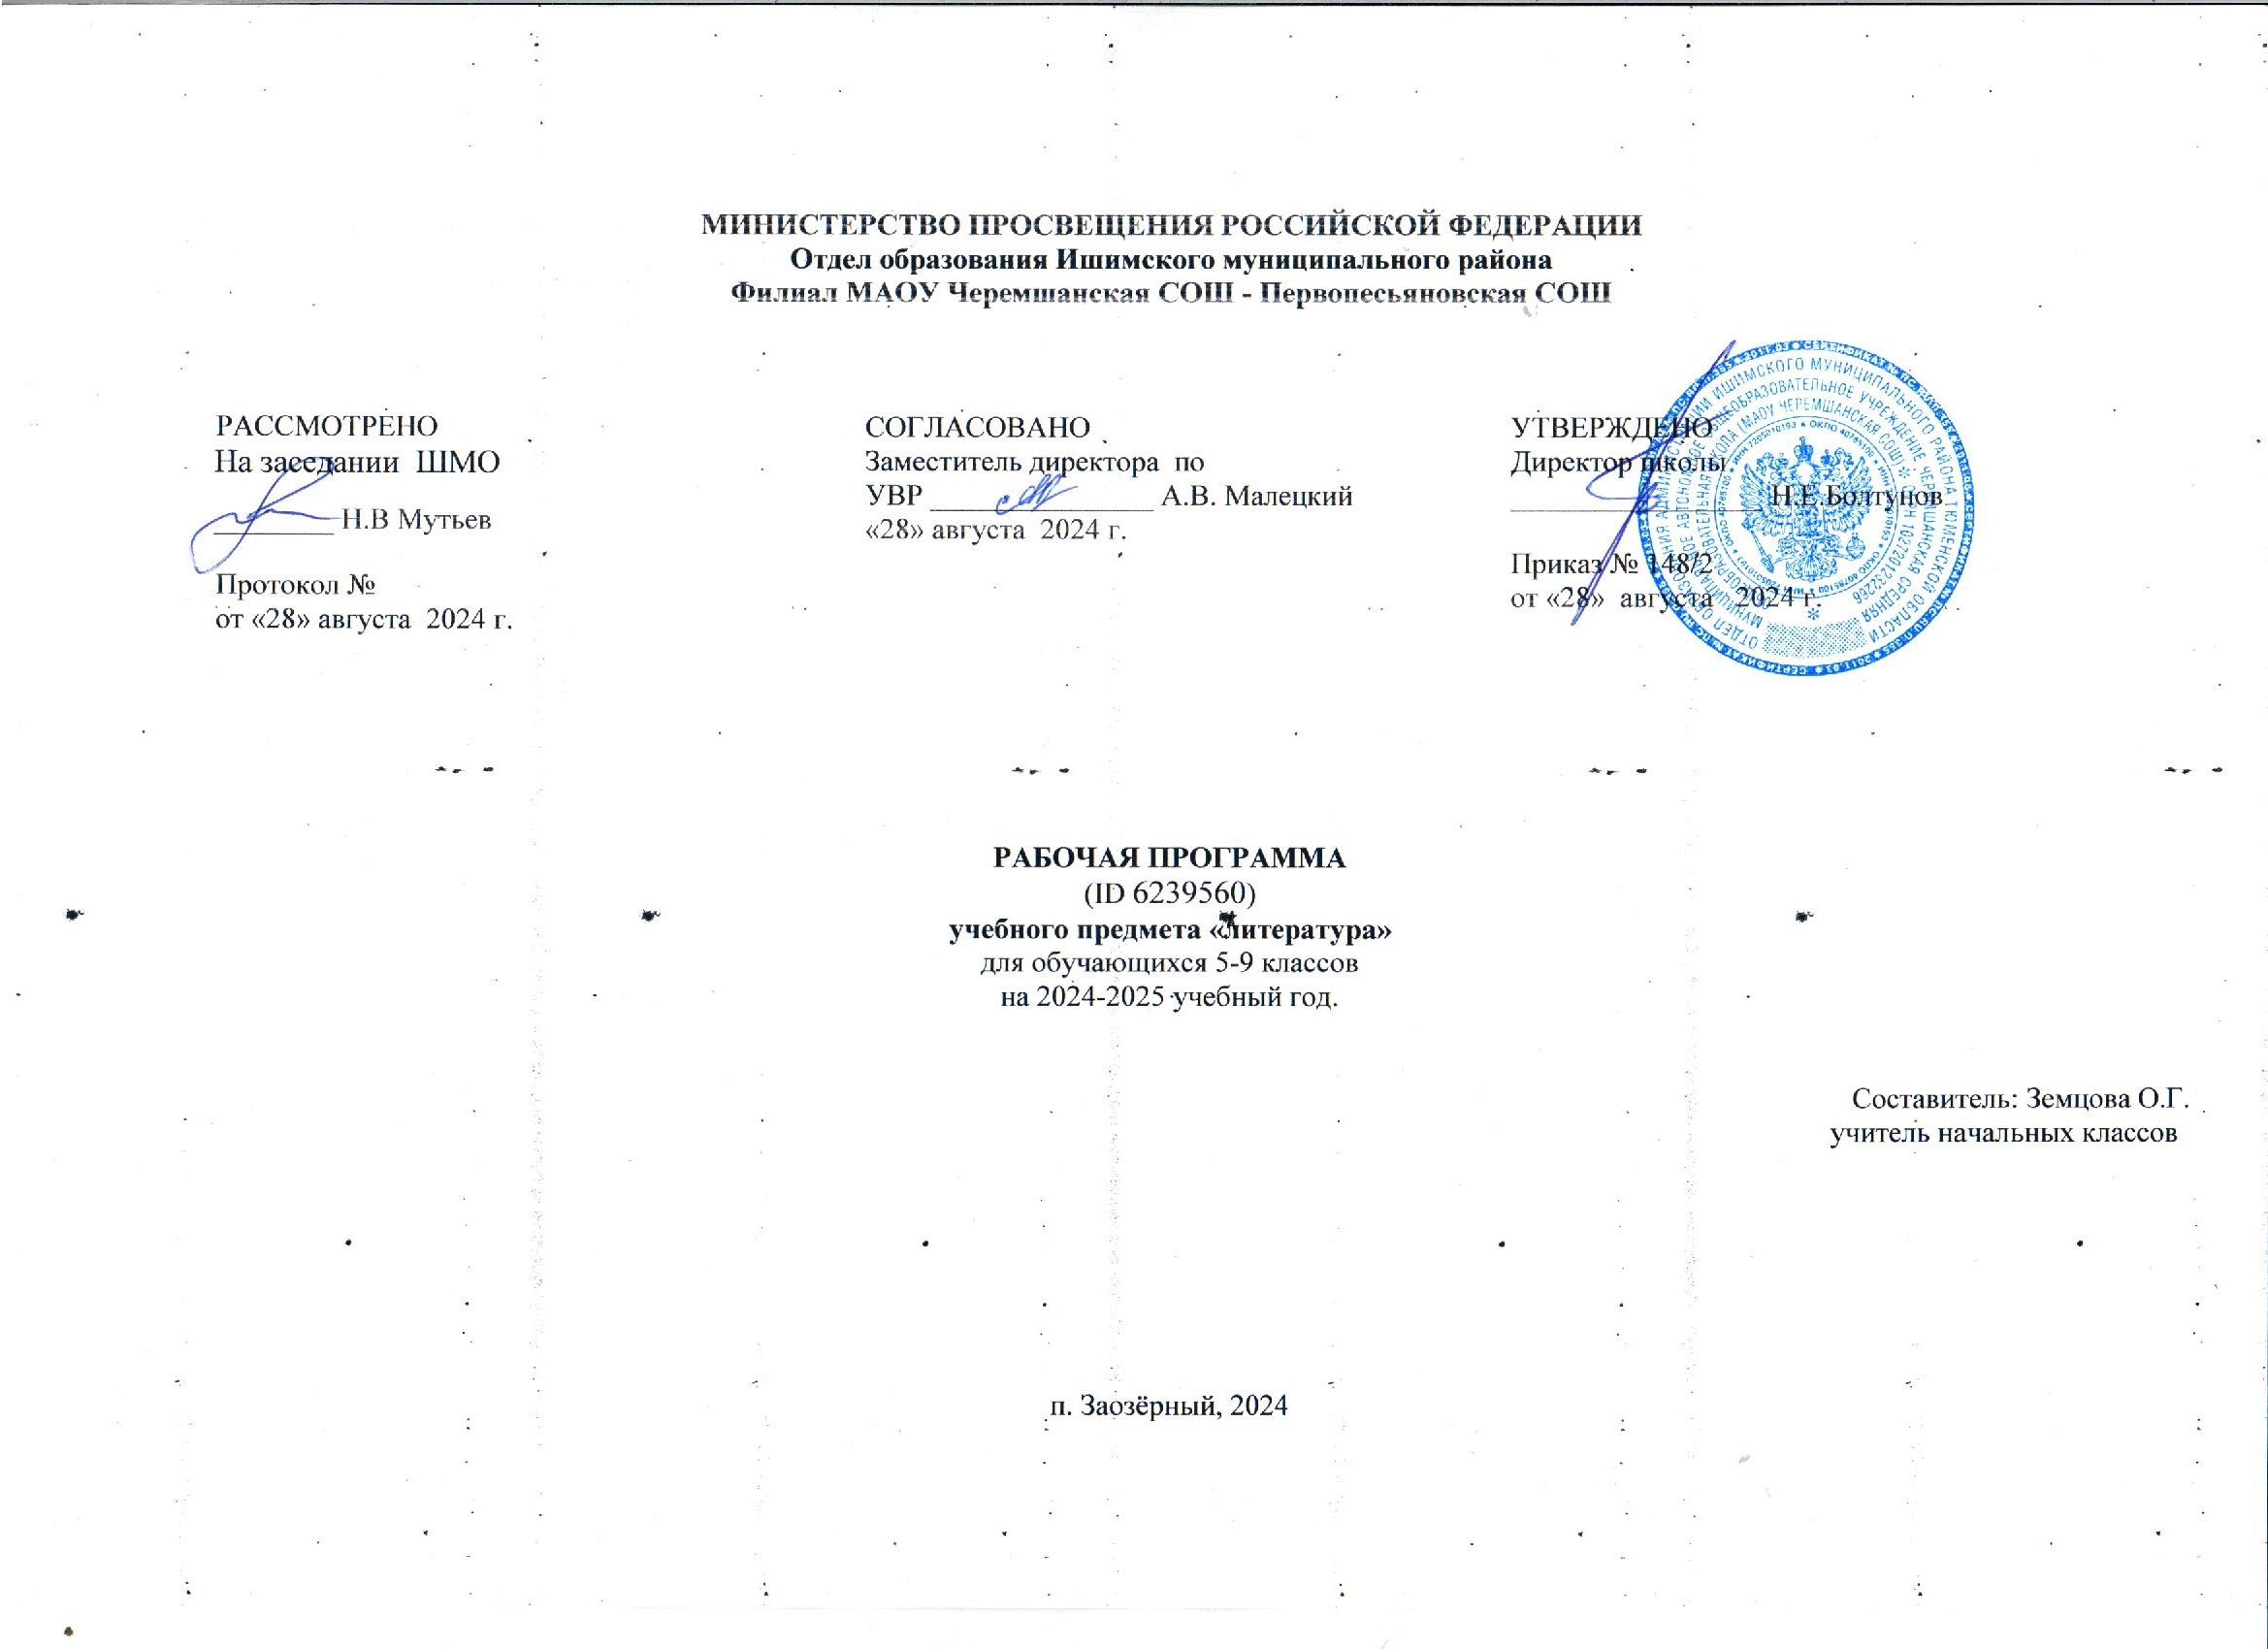 МИНИСТЕРСТВО ПРОСВЕЩЕНИЯ РОССИЙСКОЙ ФЕДЕРАЦИИ
Отдел образования Ишимского муниципального района
Филиал МАОУ Черемшанская СОШ - Первопесьяновская СОШ
РАССМОТРЕНО
На заседании ШМО
Н.В Мутьев
Протокол №
от «28» августа 2024 г.
СОГЛАСОВАНО
Заместитель директора по
УВР А.В. Малецкий
«28» августа 2024 г.
УТВЕРЖДЕНО
Директор школы
Н.Е Болтунов
Приказ № 148/2
от «28» августа 2024 г.
РАБОЧАЯ ПРОГРАММА
(ID 6239560)
учебного предмета «Литература»
для обучающихся 5-9 классов
на 2024-2025 учебный год.
Составитель: Земцова О.Г.
учитель начальных классов
п. Заозёрный, 2024